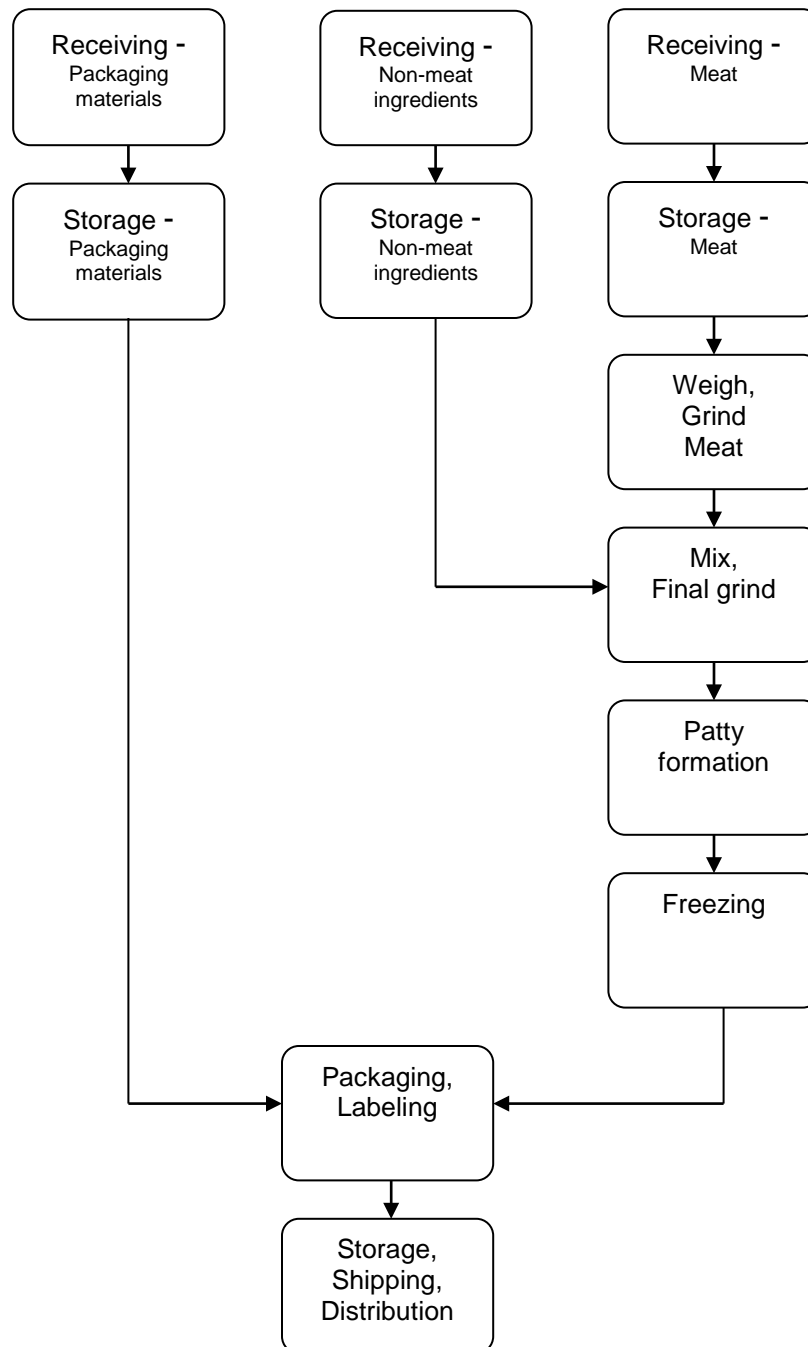 Receiving -
Packaging
materials
Receiving -
Non-meat
ingredients
Receiving -
Meat
Storage -
Packaging
materials
Storage -
Non-meat
ingredients
Storage -
Meat
Weigh,
Grind
Meat
Mix,
Final grind
Patty
formation
Freezing
Packaging,
Labeling
Storage,
Shipping,
Distribution